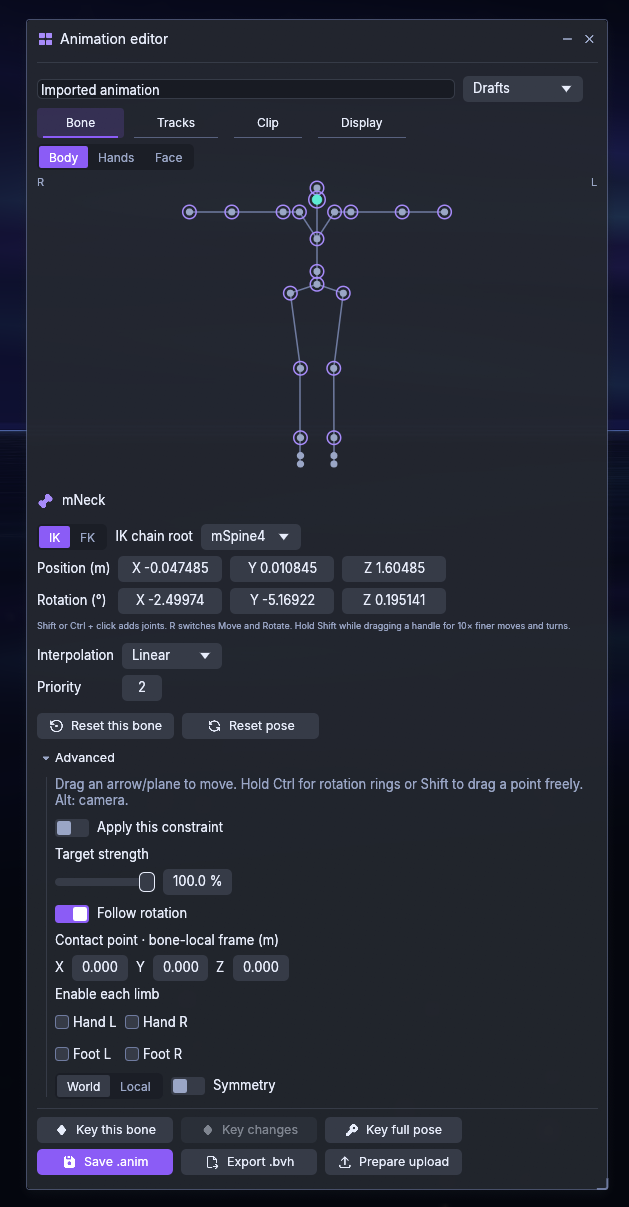 Animation editor
Imported animation
Drafts
Bone Tracks Clip Display
Body Hands Face
R L
mNeck
IK FK IK chain root mSpine4
Position (m) X -0.047485 Y 0.010845 Z 1.60485
Rotation (°) X -2.49974 Y -5.16922 Z 0.195141
Shift or Ctrl + click adds joints. R switches Move and Rotate. Hold Shift while dragging a handle for 10× finer moves and turns.
Interpolation Linear
Priority 2
Reset this bone Reset pose
Advanced
Drag an arrow/plane to move. Hold Ctrl for rotation rings or Shift to drag a point freely.
Alt: camera.
Apply this constraint
Target strength
100.0 %
Follow rotation
Contact point · bone-local frame (m)
X 0.000 Y 0.000 Z 0.000
Enable each limb
Hand L Hand R
Foot L Foot R
World Local Symmetry
Key this bone Key changes Key full pose
Save .anim Export .bvh Prepare upload